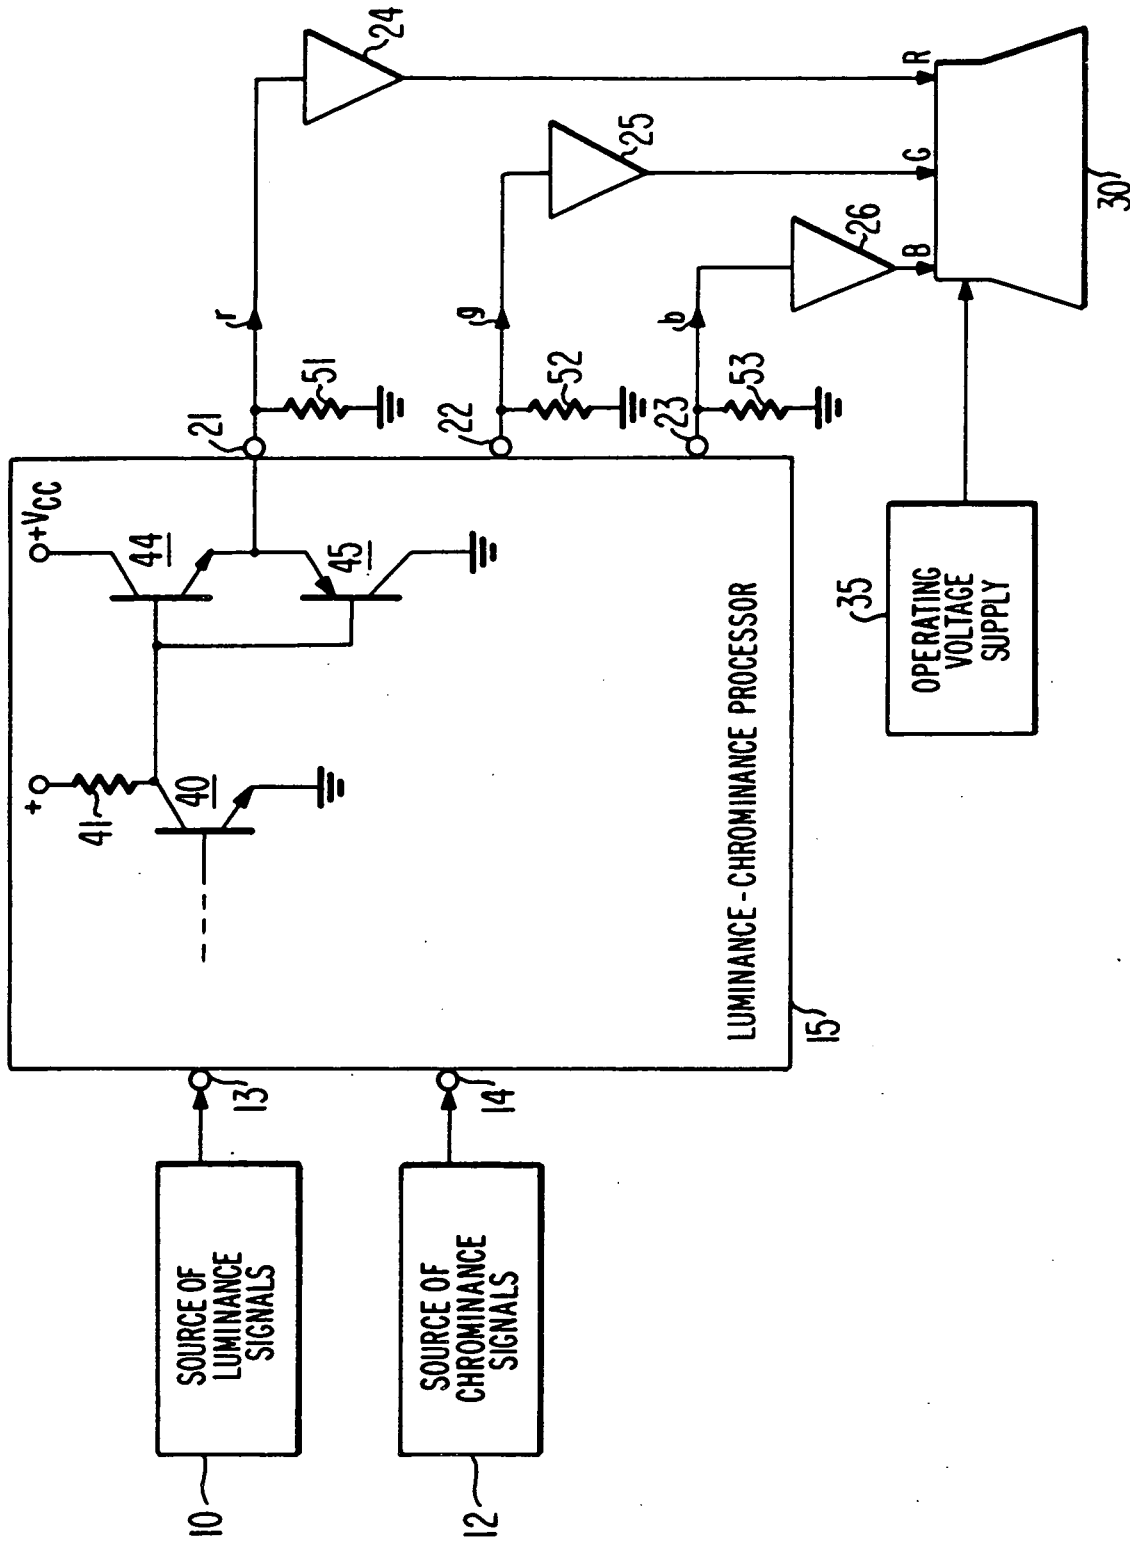 10
SOURCE OF
LUMINANCE
SIGNALS
12
SOURCE OF
CHROMINANCE
SIGNALS
13
14
15
LUMINANCE-CHROMINANCE PROCESSOR
+
41
40
+VCC
44
45
21
22
23
r
g
b
51
52
53
24
25
26
R
G
B
30
35
OPERATING
VOLTAGE
SUPPLY